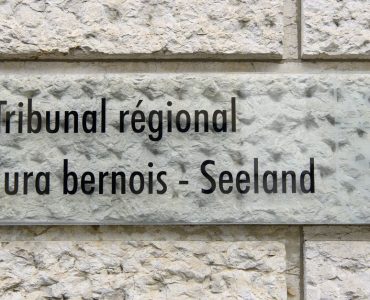 Tribunal régional
ura bernois - Seeland